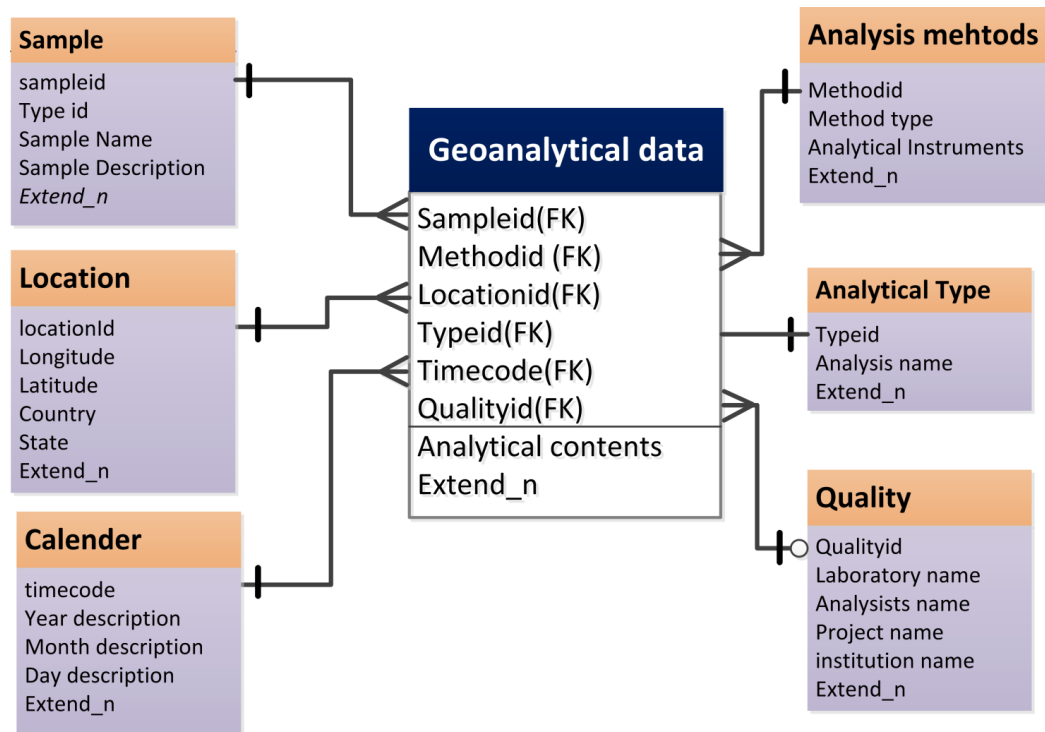 Sample
sampleid
Type id
Sample Name
Sample Description
Extend_n
Location
locationId
Longitude
Latitude
Country
State
Extend_n
Calender
timecode
Year description
Month description
Day description
Extend_n
Geoanalytical data
Sampleid(FK)
Methodid (FK)
Locationid(FK)
Typeid(FK)
Timecode(FK)
Qualityid(FK)
Analytical contents
Extend_n
Analysis mehtods
Methodid
Method type
Analytical Instruments
Extend_n
Analytical Type
Typeid
Analysis name
Extend_n
Quality
Qualityid
Laboratory name
Analysists name
Project name
institution name
Extend_n